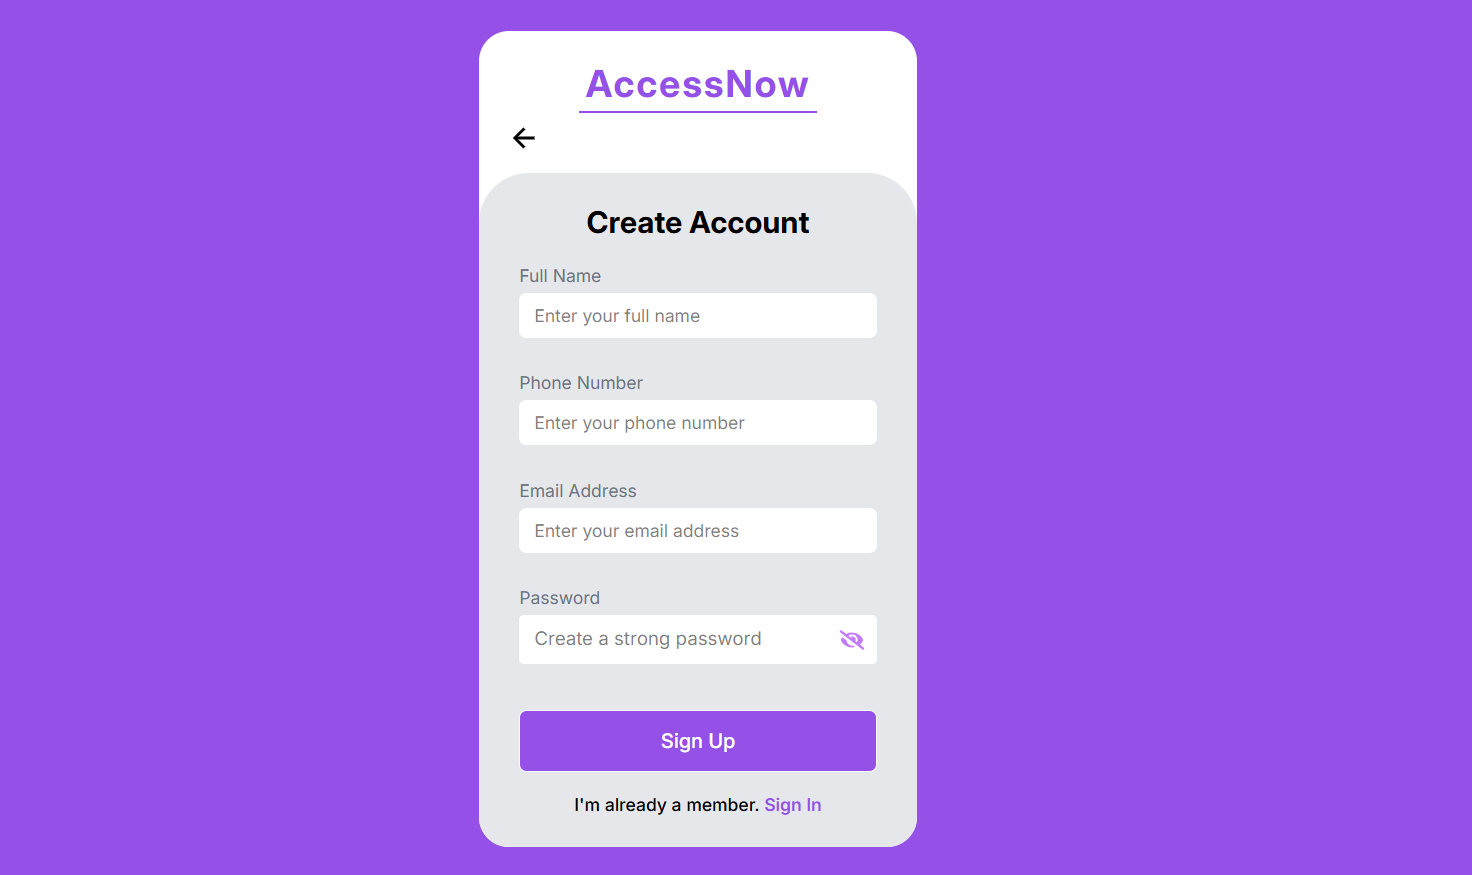 AccessNow
Create Account
Full Name
Enter your full name
Phone Number
Enter your phone number
Email Address
Enter your email address
Password
Create a strong password
Sign Up
I'm already a member. Sign In